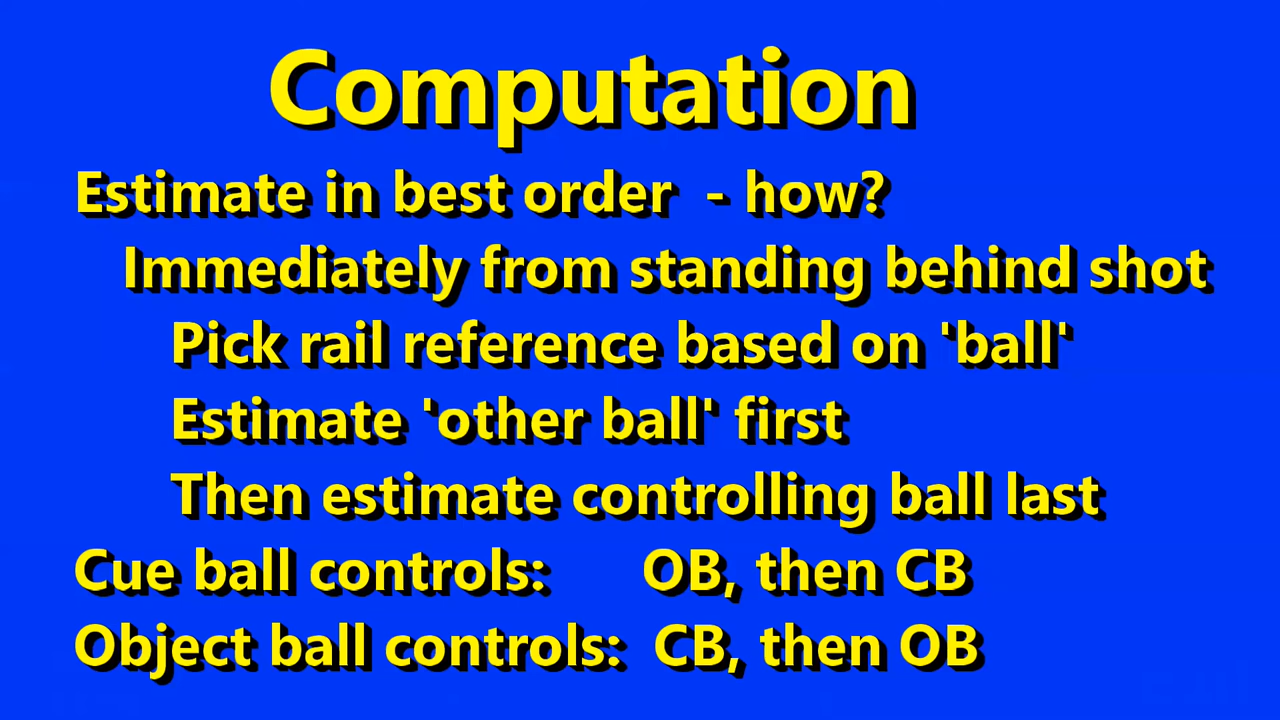 Computation
Estimate in best order - how?
Immediately from standing behind shot
Pick rail reference based on 'ball'
Estimate 'other ball' first
Then estimate controlling ball last
Cue ball controls: OB, then CB
Object ball controls: CB, then OB